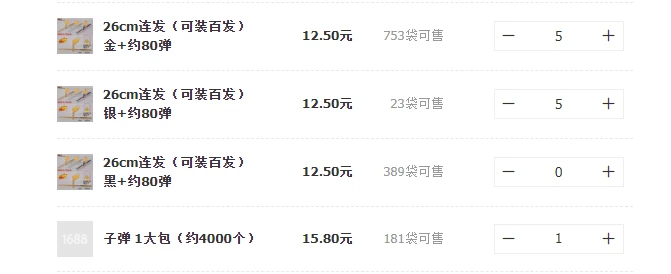 26cm连发（可装百发） 12.50元 753袋可售 — 5 +
金+约80弹
26cm连发（可装百发） 12.50元 23袋可售 — 5 +
银+约80弹
26cm连发（可装百发） 12.50元 389袋可售 — 0 +
黑+约80弹
1688 子弹 1大包（约4000个） 15.80元 181袋可售 — 1 +